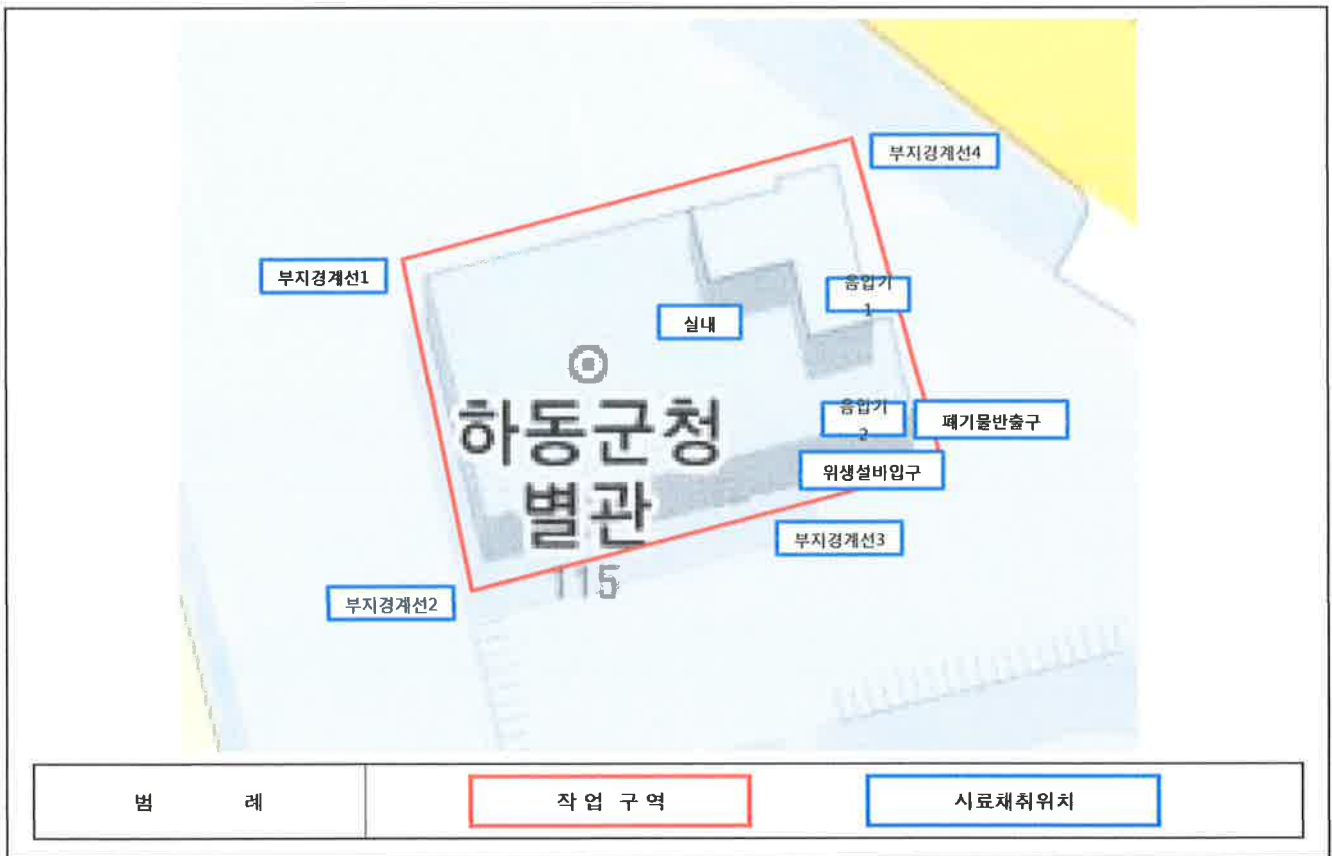 부지경계선4
부지경계선1
음압기
1
실내
하동군청
별관
115
음압기
2
폐기물반출구
위생설비입구
부지경계선3
부지경계선2
범 례
작 업 구 역
시료채취위치